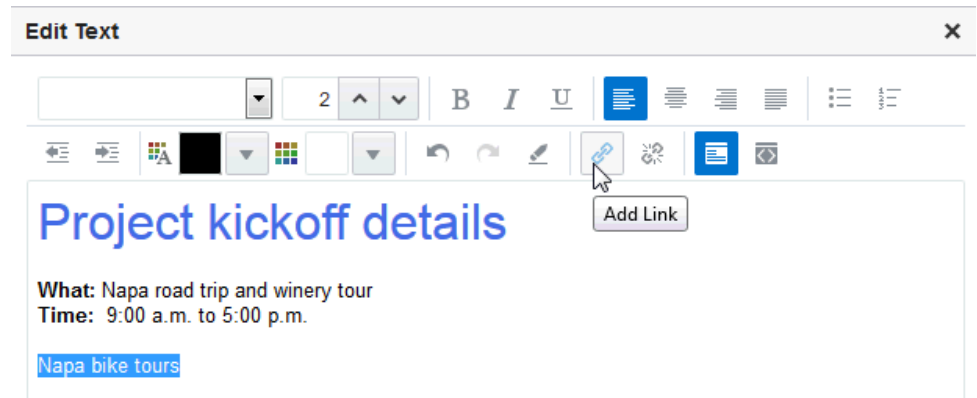 Edit Text
2
B I U
Add Link
Project kickoff details
What: Napa road trip and winery tour
Time: 9:00 a.m. to 5:00 p.m.
Napa bike tours